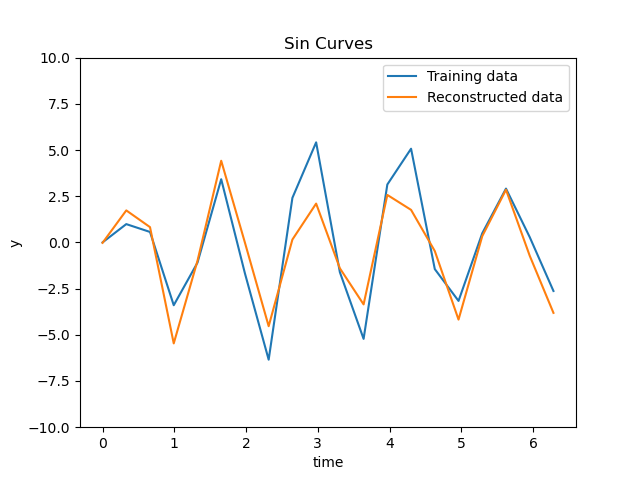 Sin Curves
Training data
Reconstructed data
10.0
7.5
5.0
2.5
0.0
−2.5
−5.0
−7.5
−10.0
y
0 1 2 3 4 5 6
time